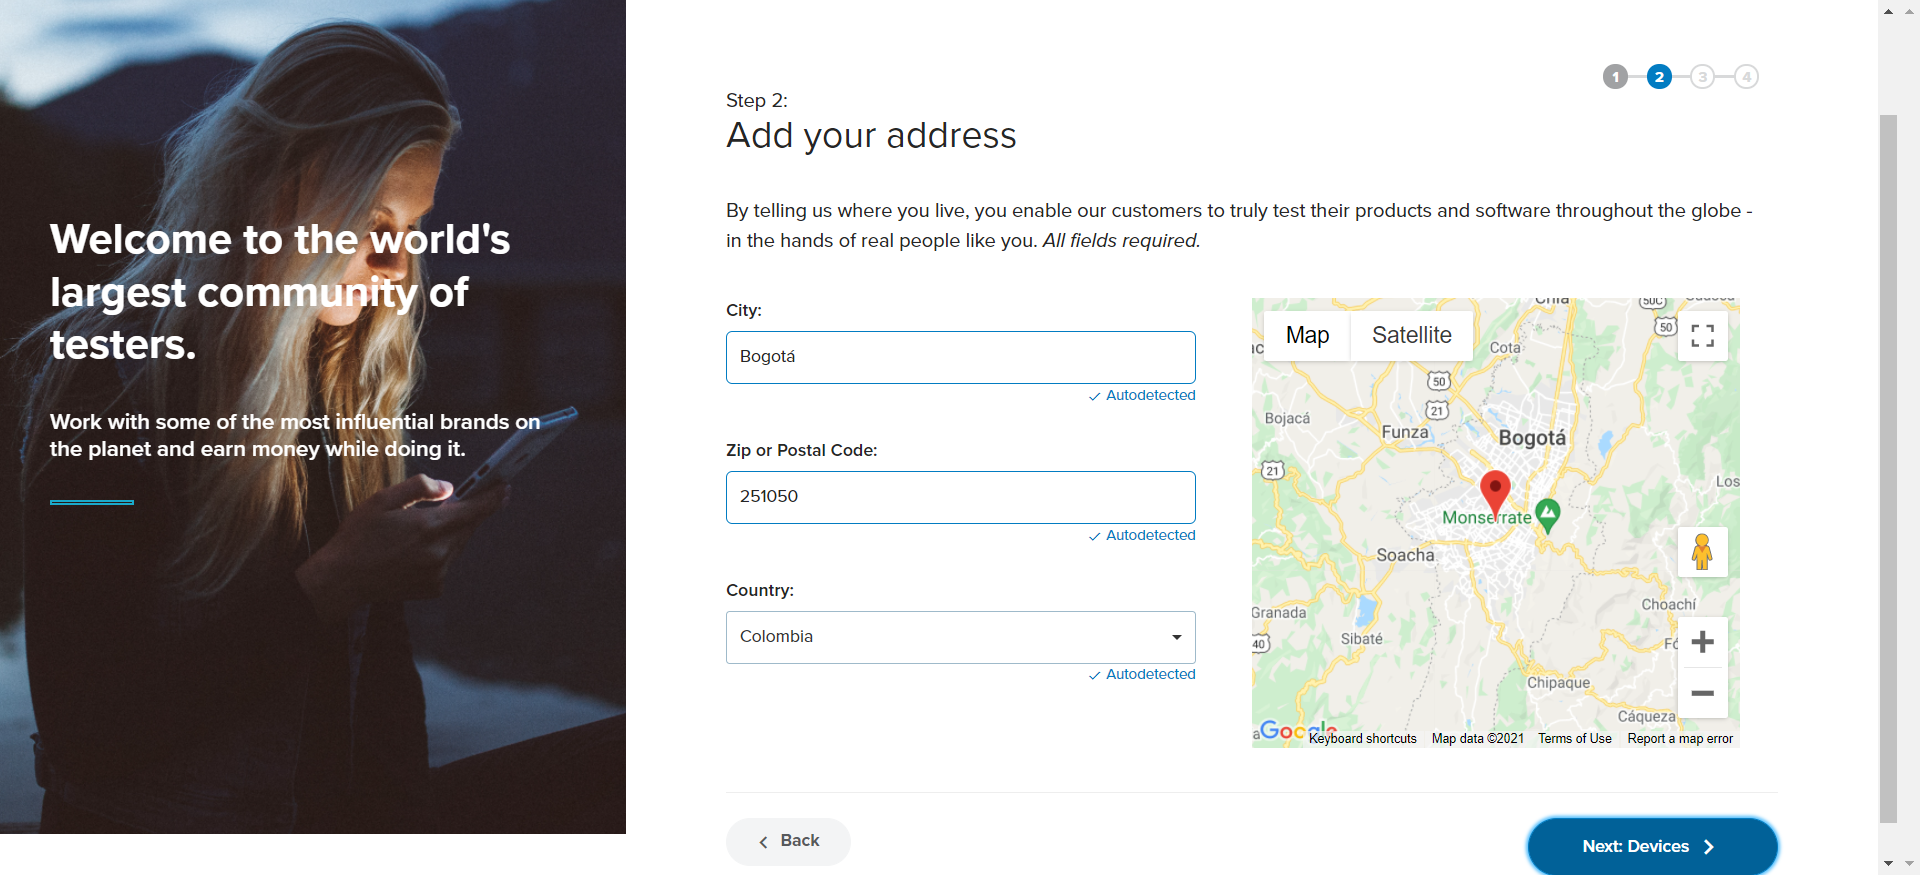 Welcome to the world's
largest community of
testers.
Work with some of the most influential brands on
the planet and earn money while doing it.
1 2 3 4
Step 2:
Add your address
By telling us where you live, you enable our customers to truly test their products and software throughout the globe -
in the hands of real people like you. All fields required.
City:
Bogotá
Autodetected
Zip or Postal Code:
251050
Autodetected
Country:
Colombia
Autodetected
Map
Satellite
50
Cota
50
21
Bojacá
Funza
Bogotá
21
Los
Monserrate
Soacha
Granada
Choachí
40
Sibaté
Chipaque
Cáqueza
Google
Keyboard shortcuts
Map data ©2021
Terms of Use
Report a map error
Back
Next: Devices